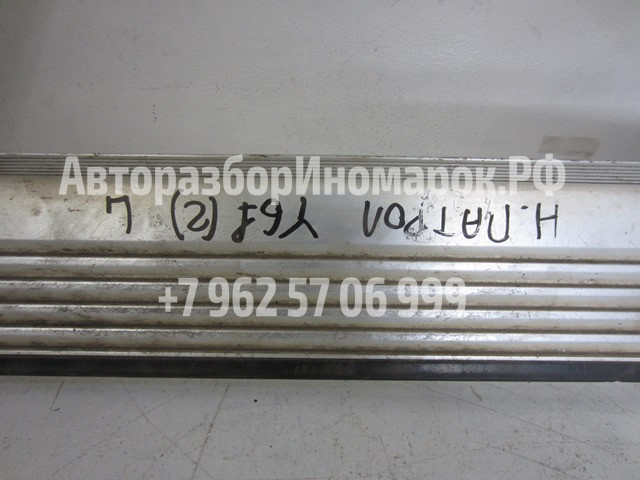 АвторазборИномарок.РФ
Н.ПАТРОЛ Y61 (2)
+7 962 57 06 999